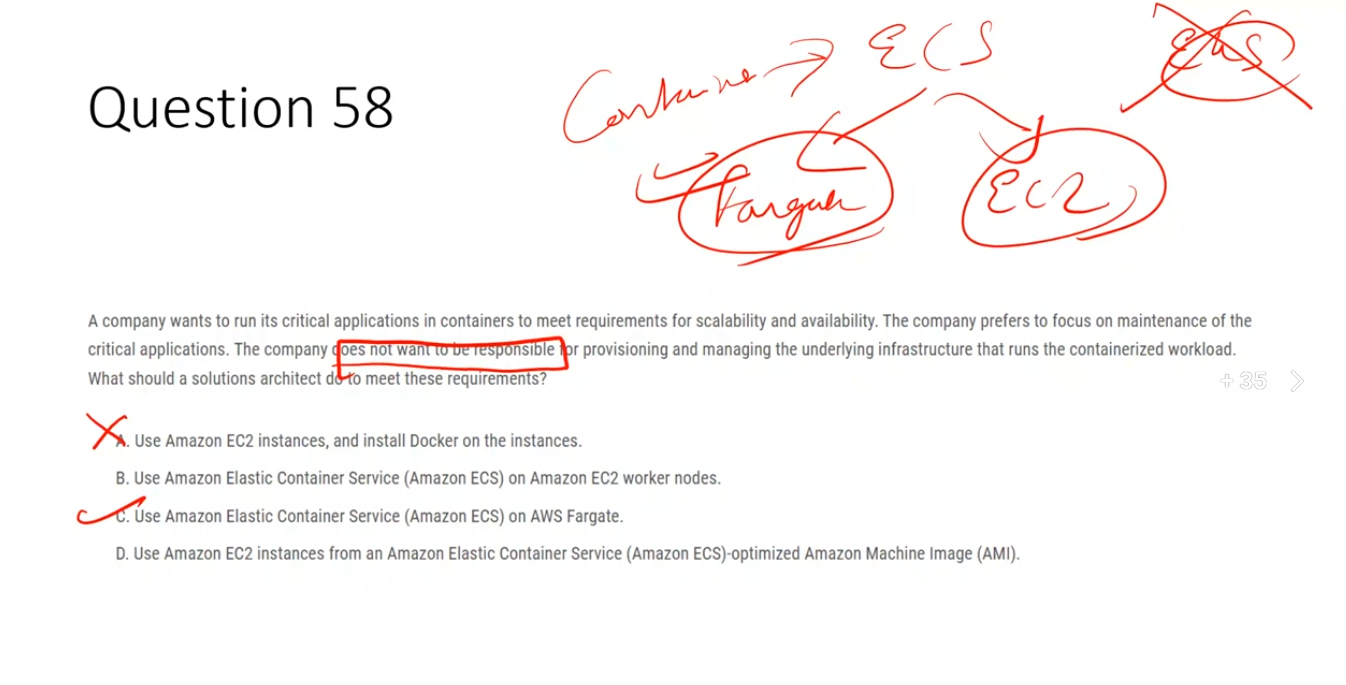 Container → ECS
EKS
Question 58
Fargate
EC2
A company wants to run its critical applications in containers to meet requirements for scalability and availability. The company prefers to focus on maintenance of the
critical applications. The company does not want to be responsible for provisioning and managing the underlying infrastructure that runs the containerized workload.
What should a solutions architect do to meet these requirements?
+ 35
A. Use Amazon EC2 instances, and install Docker on the instances.
B. Use Amazon Elastic Container Service (Amazon ECS) on Amazon EC2 worker nodes.
C. Use Amazon Elastic Container Service (Amazon ECS) on AWS Fargate.
D. Use Amazon EC2 instances from an Amazon Elastic Container Service (Amazon ECS)-optimized Amazon Machine Image (AMI).